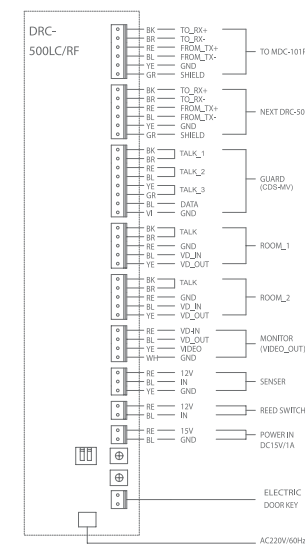 DRC-
500LC/RF
BK TO_RX+
BR TO_RX-
RE FROM_TX+
BL FROM_TX-
YE GND
GR SHIELD
TO MDC-101F
BK TO_RX+
BR TO_RX-
RE FROM_TX+
BL FROM_TX-
YE GND
GR SHIELD
NEXT DRC-50
BK TALK_1
BR
RE TALK_2
BL
YE TALK_3
GR
BL DATA
VI GND
GUARD
(CDS-MV)
BK TALK
BR
RE GND
BL VD_IN
YE VD_OUT
ROOM_1
BK TALK
BR
RE GND
BL VD_IN
YE VD_OUT
ROOM_2
RE VD-IN
BL VD_OUT
YE VIDEO
WH GND
MONITOR
(VIDEO_OUT)
RE 12V
BL IN
YE GND
SENSER
RE 12V
BL IN
REED SWITCH
RE 15V
BL GND
POWER IN
DC15V/1A
ELECTRIC
DOOR KEY
AC220V/60Hz